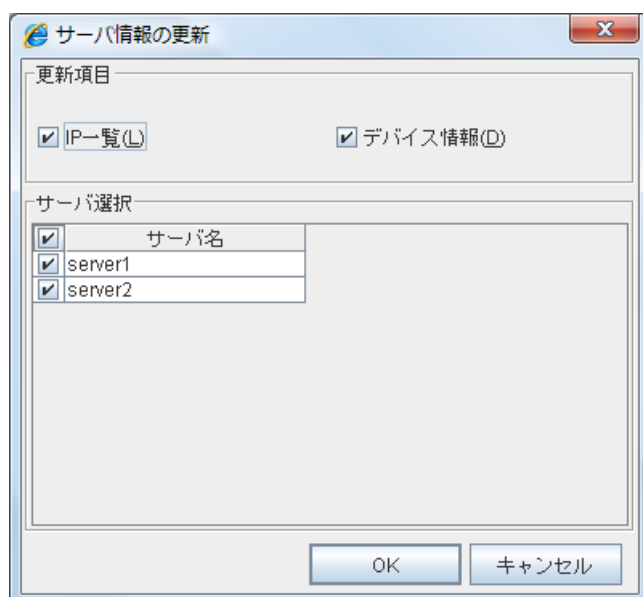 サーバ情報の更新
更新項目
IP一覧(L)
デバイス情報(D)
サーバ選択
サーバ名
server1
server2
OK
キャンセル